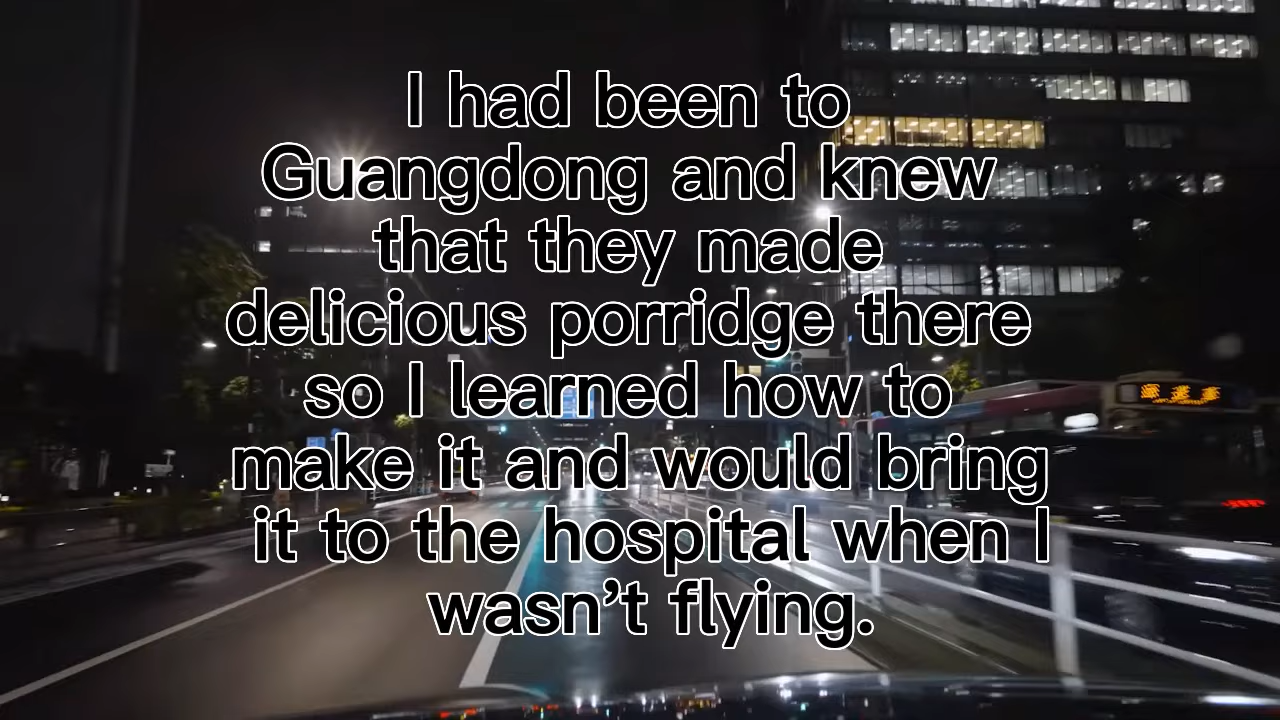 I had been to
Guangdong and knew
that they made
delicious porridge there
so I learned how to
make it and would bring
it to the hospital when I
wasn’t flying.